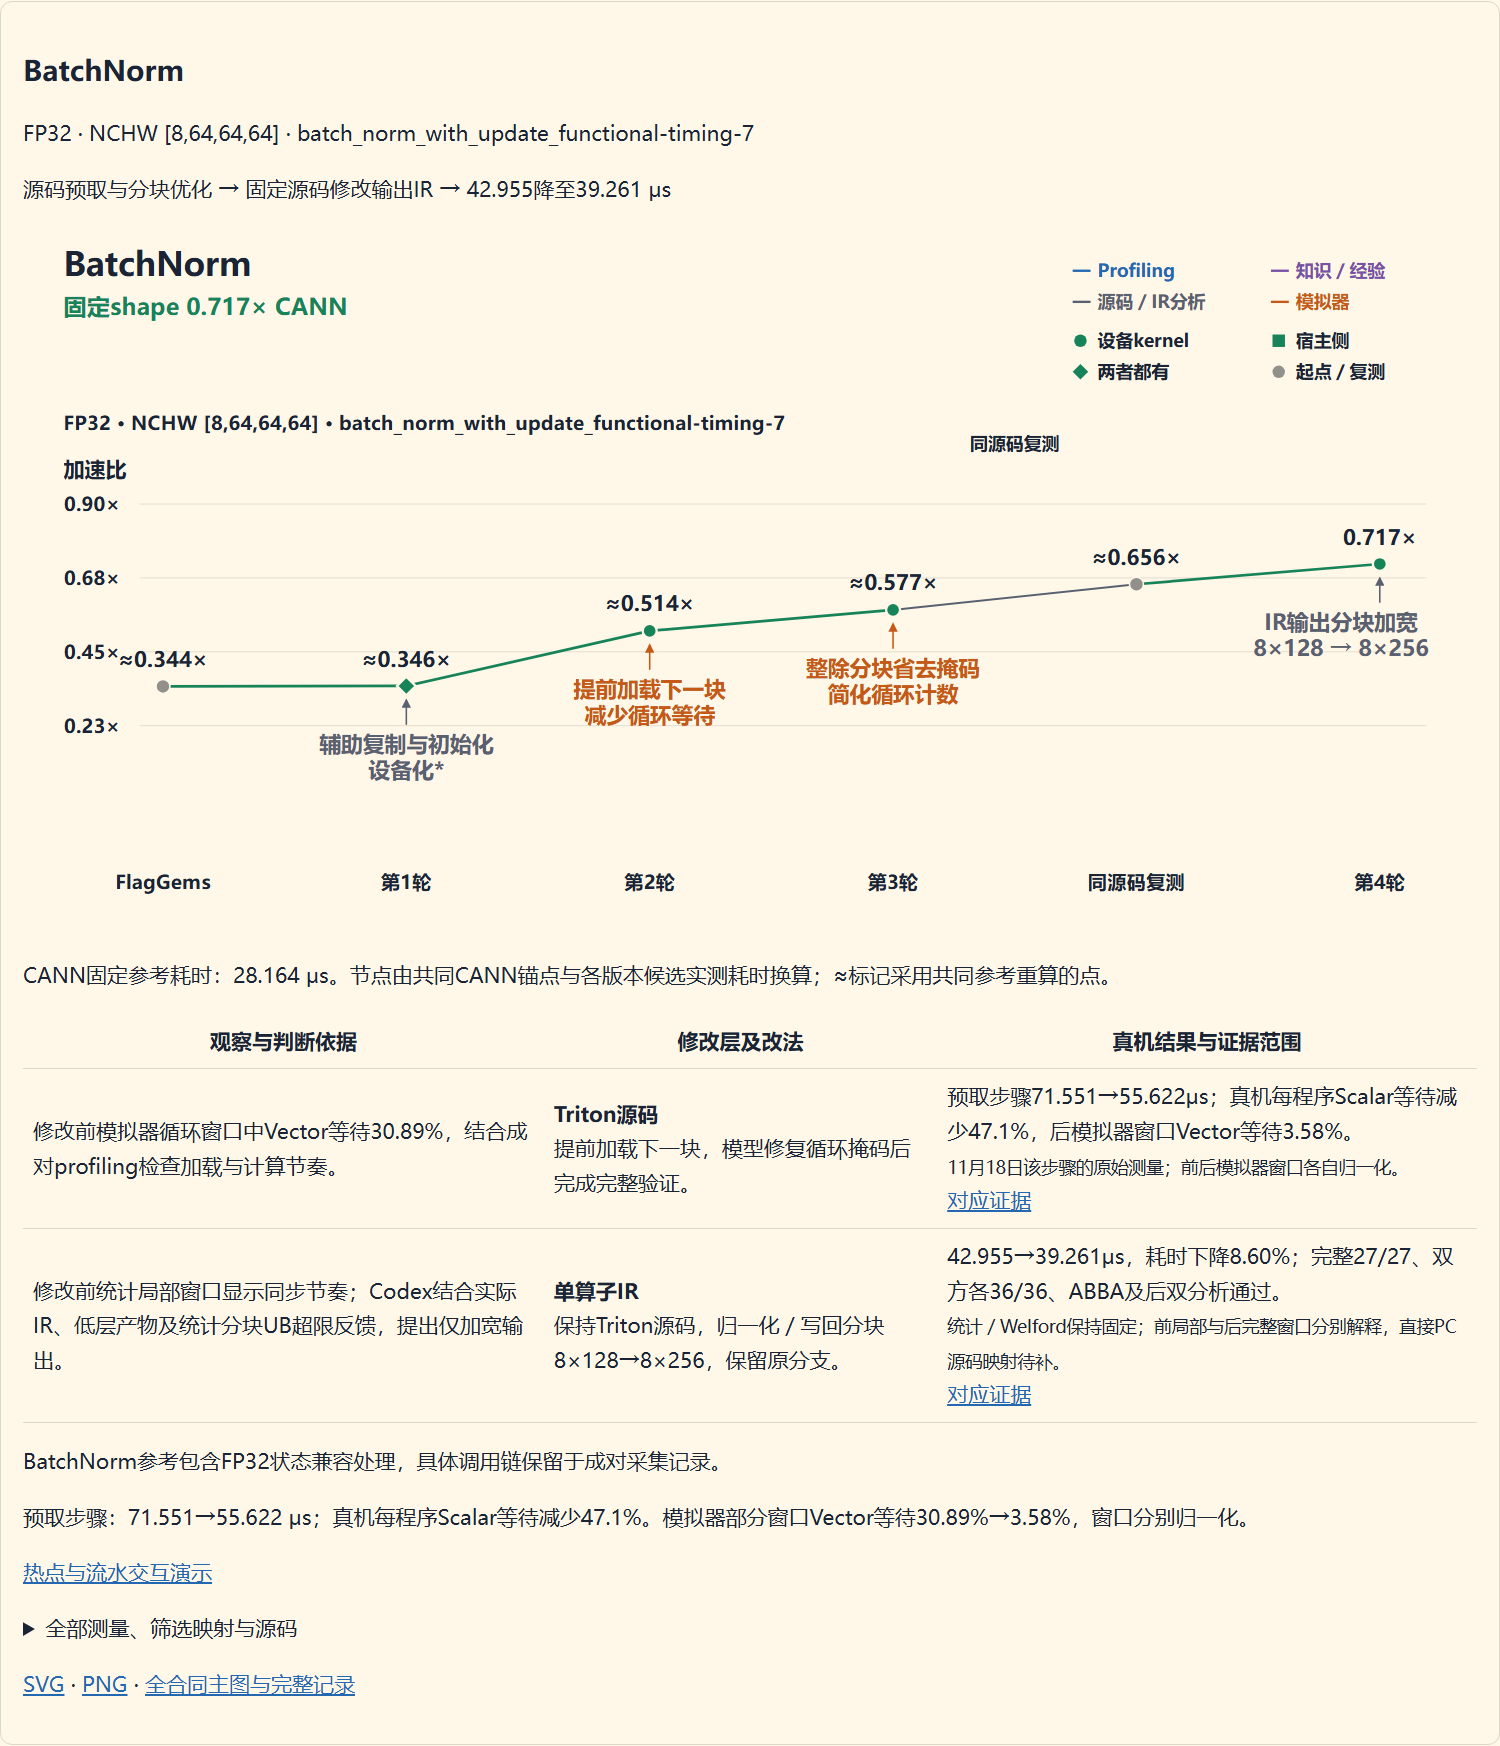 BatchNorm
FP32 · NCHW [8,64,64,64] · batch_norm_with_update_functional-timing-7
源码预取与分块优化 → 固定源码修改输出IR → 42.955降至39.261 μs
BatchNorm
固定shape 0.717× CANN
Profiling
知识 / 经验
源码 / IR分析
模拟器
设备kernel
宿主侧
两者都有
起点 / 复测
FP32 • NCHW [8,64,64,64] • batch_norm_with_update_functional-timing-7
同源码复测
加速比
0.90×
0.68×
0.45×
0.23×
≈0.344×
≈0.346×
≈0.514×
≈0.577×
≈0.656×
0.717×
辅助复制与初始化
设备化*
提前加载下一块
减少循环等待
整除分块省去掩码
简化循环计数
IR输出分块加宽
8×128 → 8×256
FlagGems
第1轮
第2轮
第3轮
同源码复测
第4轮
CANN固定参考耗时：28.164 μs。节点由共同CANN锚点与各版本候选实测耗时换算；≈标记采用共同参考重算的点。
观察与判断依据
修改层及改法
真机结果与证据范围
修改前模拟器循环窗口中Vector等待30.89%，结合成
对profiling检查加载与计算节奏。
Triton源码
提前加载下一块，模型修复循环掩码后
完成完整验证。
预取步骤71.551→55.622μs；真机每程序Scalar等待减
少47.1%，后模拟器窗口Vector等待3.58%。
11月18日该步骤的原始测量；前后模拟器窗口各自归一化。
对应证据
修改前统计局部窗口显示同步节奏；Codex结合实际
IR、低层产物及统计分块UB超限反馈，提出仅加宽输
出。
单算子IR
保持Triton源码，归一化 / 写回分块
8×128→8×256，保留原分支。
42.955→39.261μs，耗时下降8.60%；完整27/27、双
方各36/36、ABBA及后双分析通过。
统计 / Welford保持固定；前局部与后完整窗口分别解释，直接PC
源码映射待补。
对应证据
BatchNorm参考包含FP32状态兼容处理，具体调用链保留于成对采集记录。
预取步骤：71.551→55.622 μs；真机每程序Scalar等待减少47.1%。模拟器部分窗口Vector等待30.89%→3.58%，窗口分别归一化。
热点与流水交互演示
▶ 全部测量、筛选映射与源码
SVG · PNG · 全合同主图与完整记录